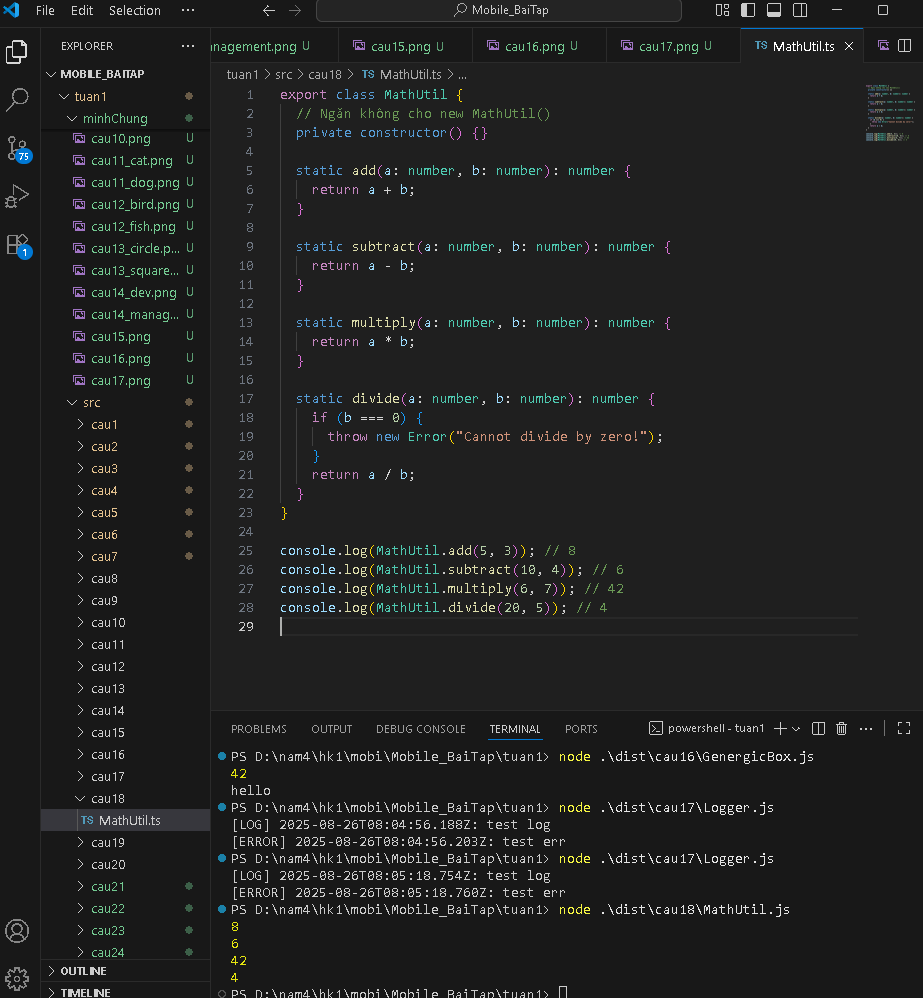 File Edit Selection ··· Mobile_BaiTap
EXPLORER ···
MOBILE_BAITAP
tuan1
minhChung
cau10.png U
cau11_cat.png U
cau11_dog.png U
cau12_bird.png U
cau12_fish.png U
cau13_circle.p... U
cau13_square... U
cau14_dev.png U
cau14_manag... U
cau15.png U
cau16.png U
cau17.png U
src
cau1
cau2
cau3
cau4
cau5
cau6
cau7
cau8
cau9
cau10
cau11
cau12
cau13
cau14
cau15
cau16
cau17
cau18
TS MathUtil.ts
cau19
cau20
cau21
cau22
cau23
cau24
OUTLINE
TIMELINE
75
1
nagement.png U cau15.png U cau16.png U cau17.png U TS MathUtil.ts
tuan1 > src > cau18 > TS MathUtil.ts > ...
1 export class MathUtil {
2 // Ngăn không cho new MathUtil()
3 private constructor() {}
4
5 static add(a: number, b: number): number {
6 return a + b;
7 }
8
9 static subtract(a: number, b: number): number {
10 return a - b;
11 }
12
13 static multiply(a: number, b: number): number {
14 return a * b;
15 }
16
17 static divide(a: number, b: number): number {
18 if (b === 0) {
19 throw new Error("Cannot divide by zero!");
20 }
21 return a / b;
22 }
23 }
24
25 console.log(MathUtil.add(5, 3)); // 8
26 console.log(MathUtil.subtract(10, 4)); // 6
27 console.log(MathUtil.multiply(6, 7)); // 42
28 console.log(MathUtil.divide(20, 5)); // 4
29
PROBLEMS OUTPUT DEBUG CONSOLE TERMINAL PORTS powershell - tuan1
PS D:\nam4\hk1\mobi\Mobile_BaiTap\tuan1> node .\dist\cau16\GenergicBox.js
42
hello
PS D:\nam4\hk1\mobi\Mobile_BaiTap\tuan1> node .\dist\cau17\Logger.js
[LOG] 2025-08-26T08:04:56.188Z: test log
[ERROR] 2025-08-26T08:04:56.203Z: test err
PS D:\nam4\hk1\mobi\Mobile_BaiTap\tuan1> node .\dist\cau17\Logger.js
[LOG] 2025-08-26T08:05:18.754Z: test log
[ERROR] 2025-08-26T08:05:18.760Z: test err
PS D:\nam4\hk1\mobi\Mobile_BaiTap\tuan1> node .\dist\cau18\MathUtil.js
8
6
42
4
PS D:\nam4\hk1\mobi\Mobile_BaiTap\tuan1>